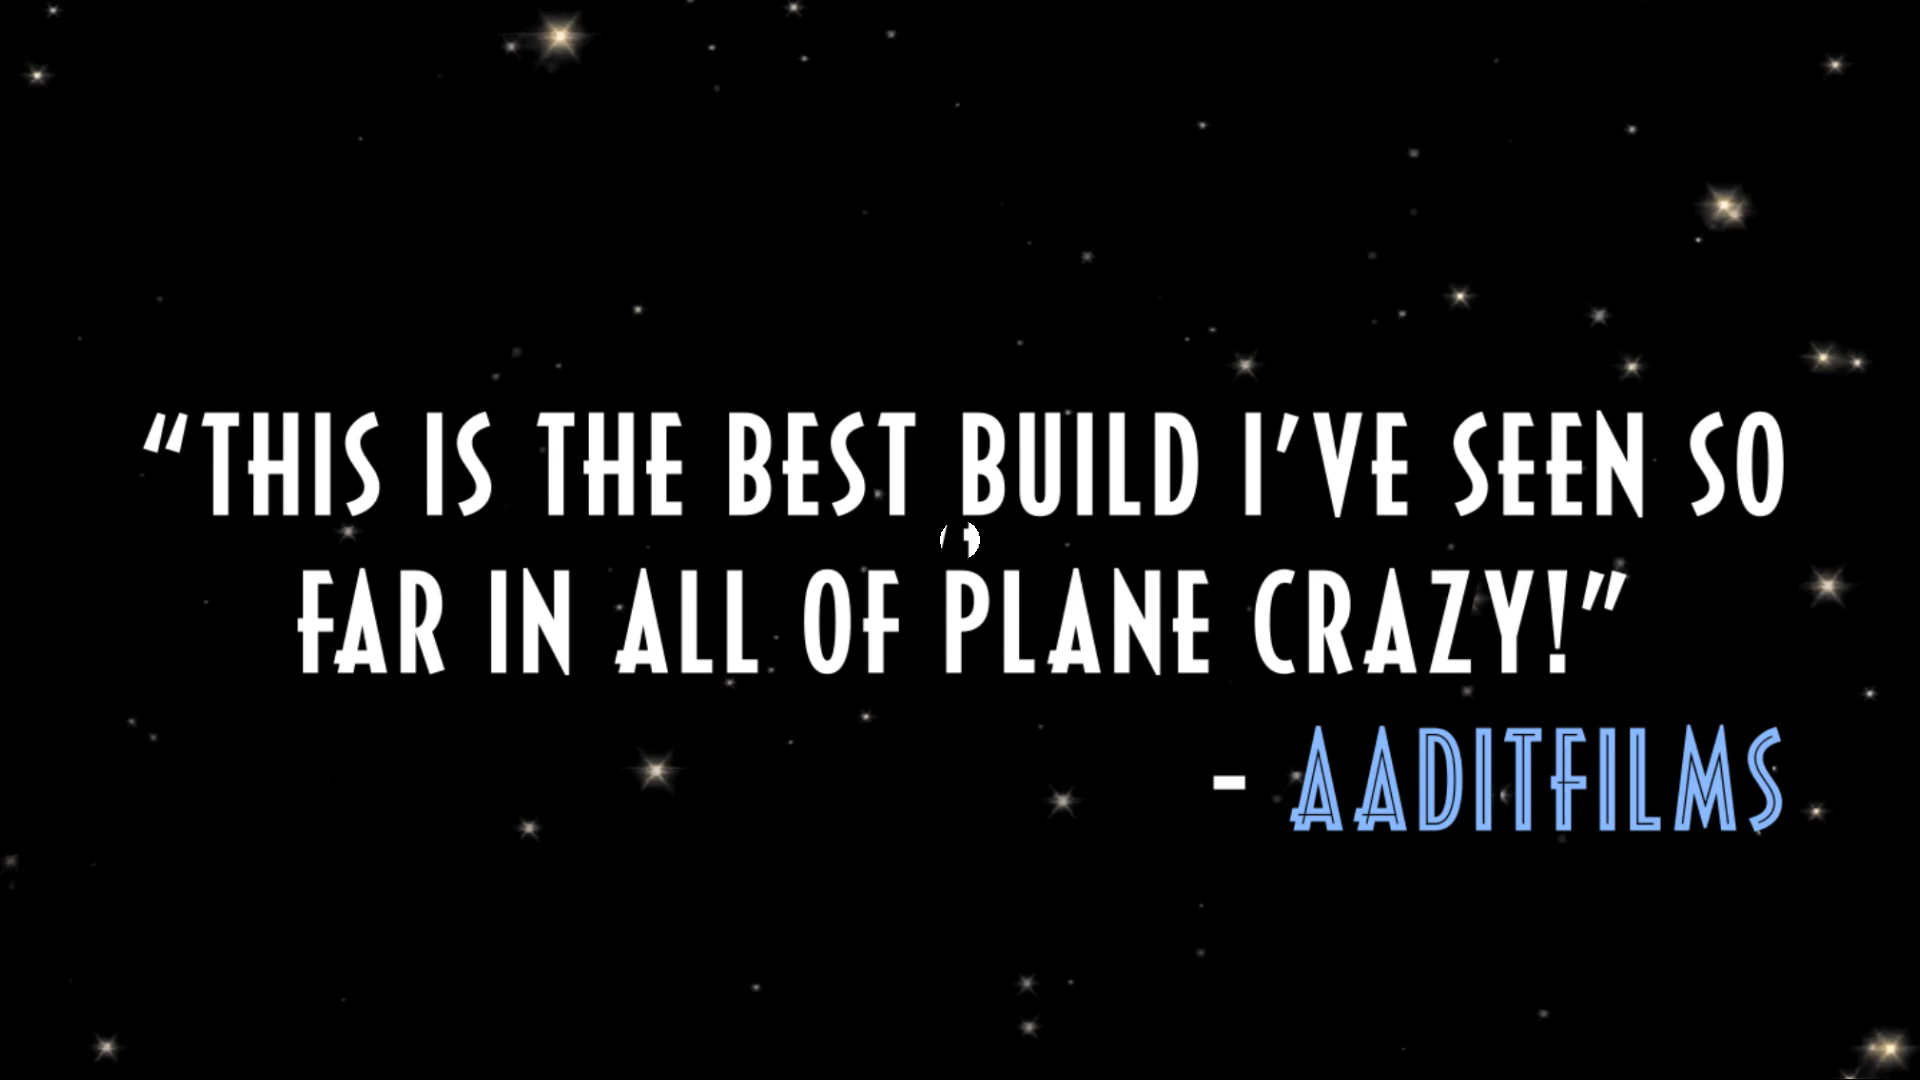 “THIS IS THE BEST BUILD I’VE SEEN SO
FAR IN ALL OF PLANE CRAZY!”
- AADITFILMS